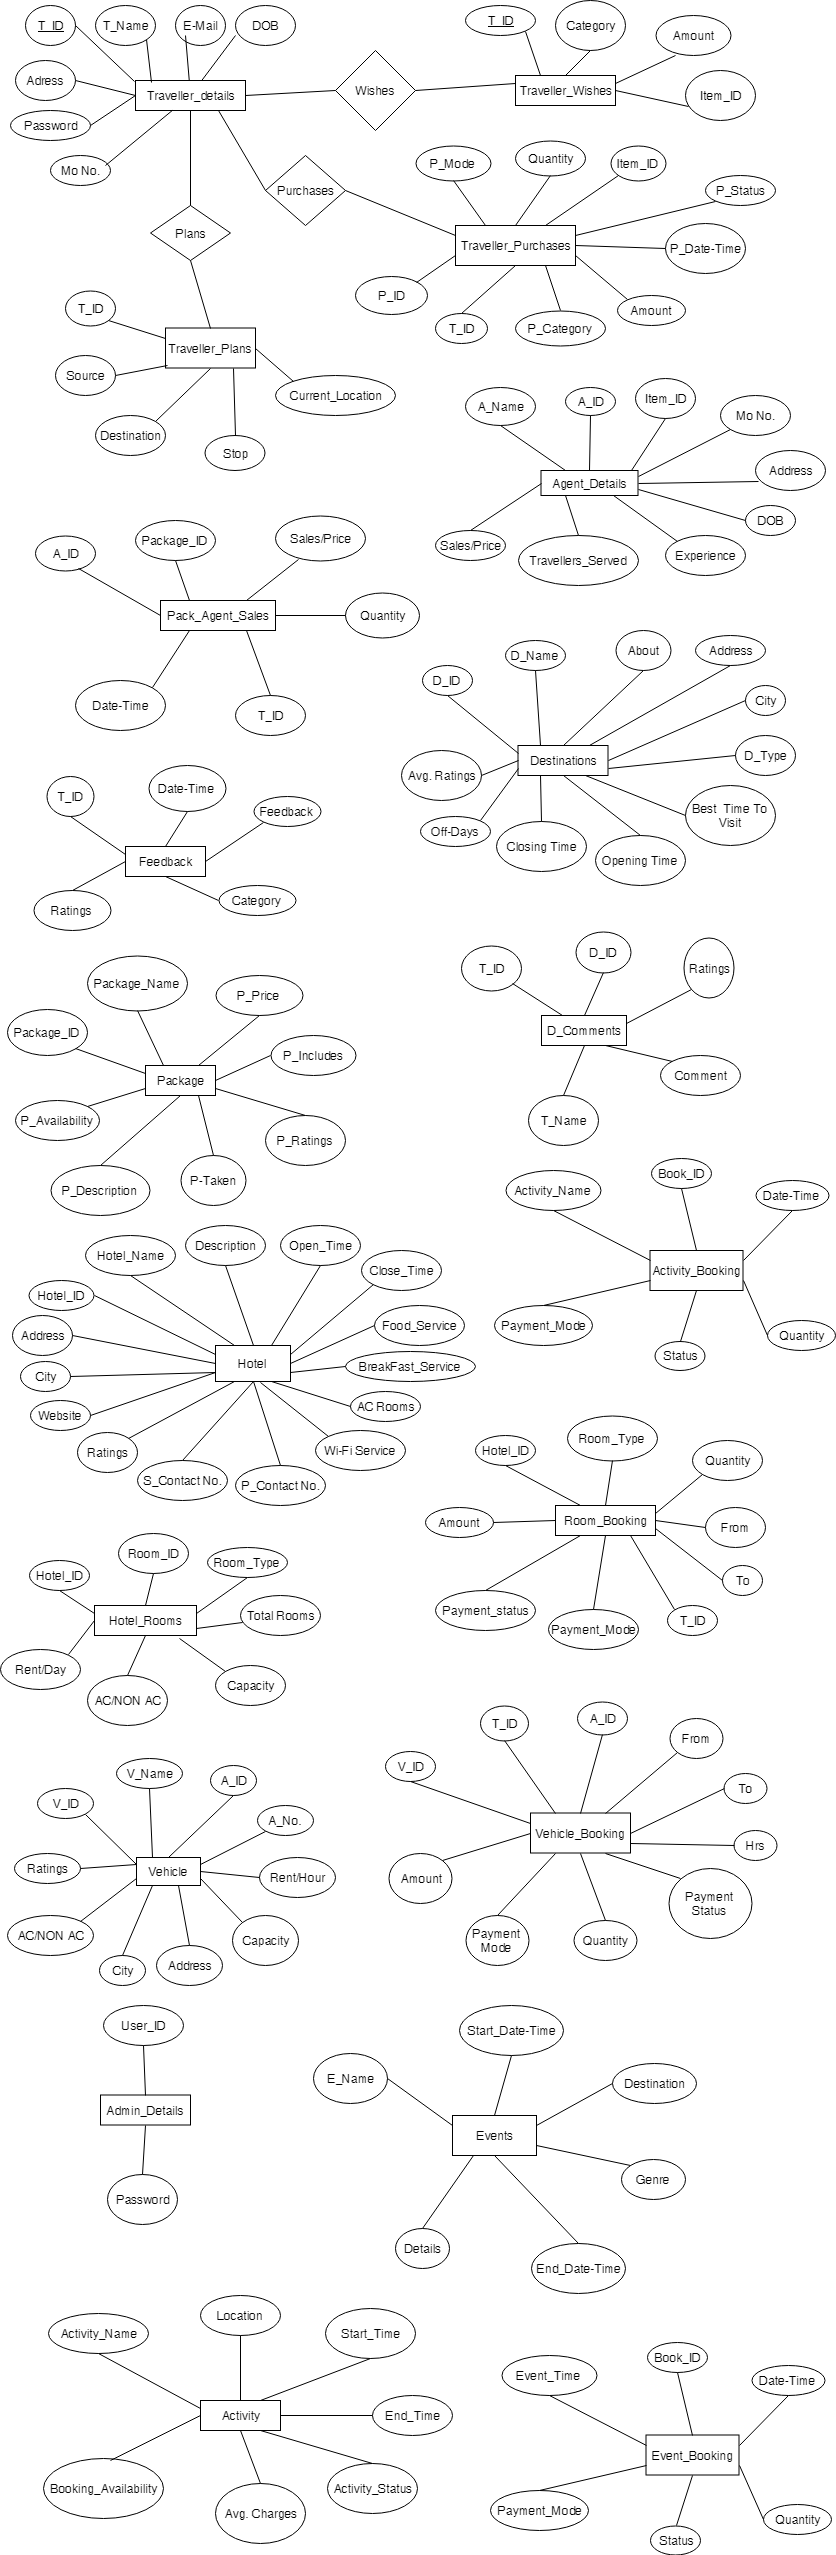 T_ID
T_Name
E-Mail
DOB
Adress
Traveller_details
Password
Mo No.
Wishes
T_ID
Category
Amount
Traveller_Wishes
Item_ID
Purchases
Plans
P_Mode
Quantity
Item_ID
P_Status
Traveller_Purchases
P_Date-Time
P_ID
T_ID
P_Category
Amount
T_ID
Traveller_Plans
Source
Current_Location
Destination
Stop
A_Name
A_ID
Item_ID
Mo No.
Agent_Details
Address
DOB
Sales/Price
Travellers_Served
Experience
A_ID
Package_ID
Sales/Price
Pack_Agent_Sales
Quantity
Date-Time
T_ID
D_ID
D_Name
About
Address
City
Destinations
D_Type
Avg. Ratings
Off-Days
Closing Time
Opening Time
Best Time To
Visit
T_ID
Date-Time
Feedback
Feedback
Ratings
Category
T_ID
D_ID
Ratings
D_Comments
Comment
T_Name
Package_Name
P_Price
Package_ID
P_Includes
Package
P_Availability
P_Ratings
P_Description
P-Taken
Activity_Name
Book_ID
Date-Time
Activity_Booking
Payment_Mode
Status
Quantity
Hotel_Name
Description
Open_Time
Close_Time
Hotel_ID
Address
Food_Service
Hotel
BreakFast_Service
City
Website
AC Rooms
Ratings
Wi-Fi Service
S_Contact No.
P_Contact No.
Hotel_ID
Room_Type
Quantity
Amount
Room_Booking
From
To
Payment_status
Payment_Mode
T_ID
Hotel_ID
Room_ID
Room_Type
Hotel_Rooms
Total Rooms
Rent/Day
AC/NON AC
Capacity
V_ID
T_ID
A_ID
From
To
Vehicle_Booking
Hrs
Amount
Payment
Mode
Quantity
Payment
Status
V_ID
V_Name
A_ID
A_No.
Ratings
Vehicle
Rent/Hour
AC/NON AC
City
Address
Capacity
User_ID
Admin_Details
Password
E_Name
Start_Date-Time
Destination
Events
Genre
Details
End_Date-Time
Activity_Name
Location
Start_Time
Activity
End_Time
Booking_Availability
Avg. Charges
Activity_Status
Event_Time
Book_ID
Date-Time
Event_Booking
Payment_Mode
Status
Quantity